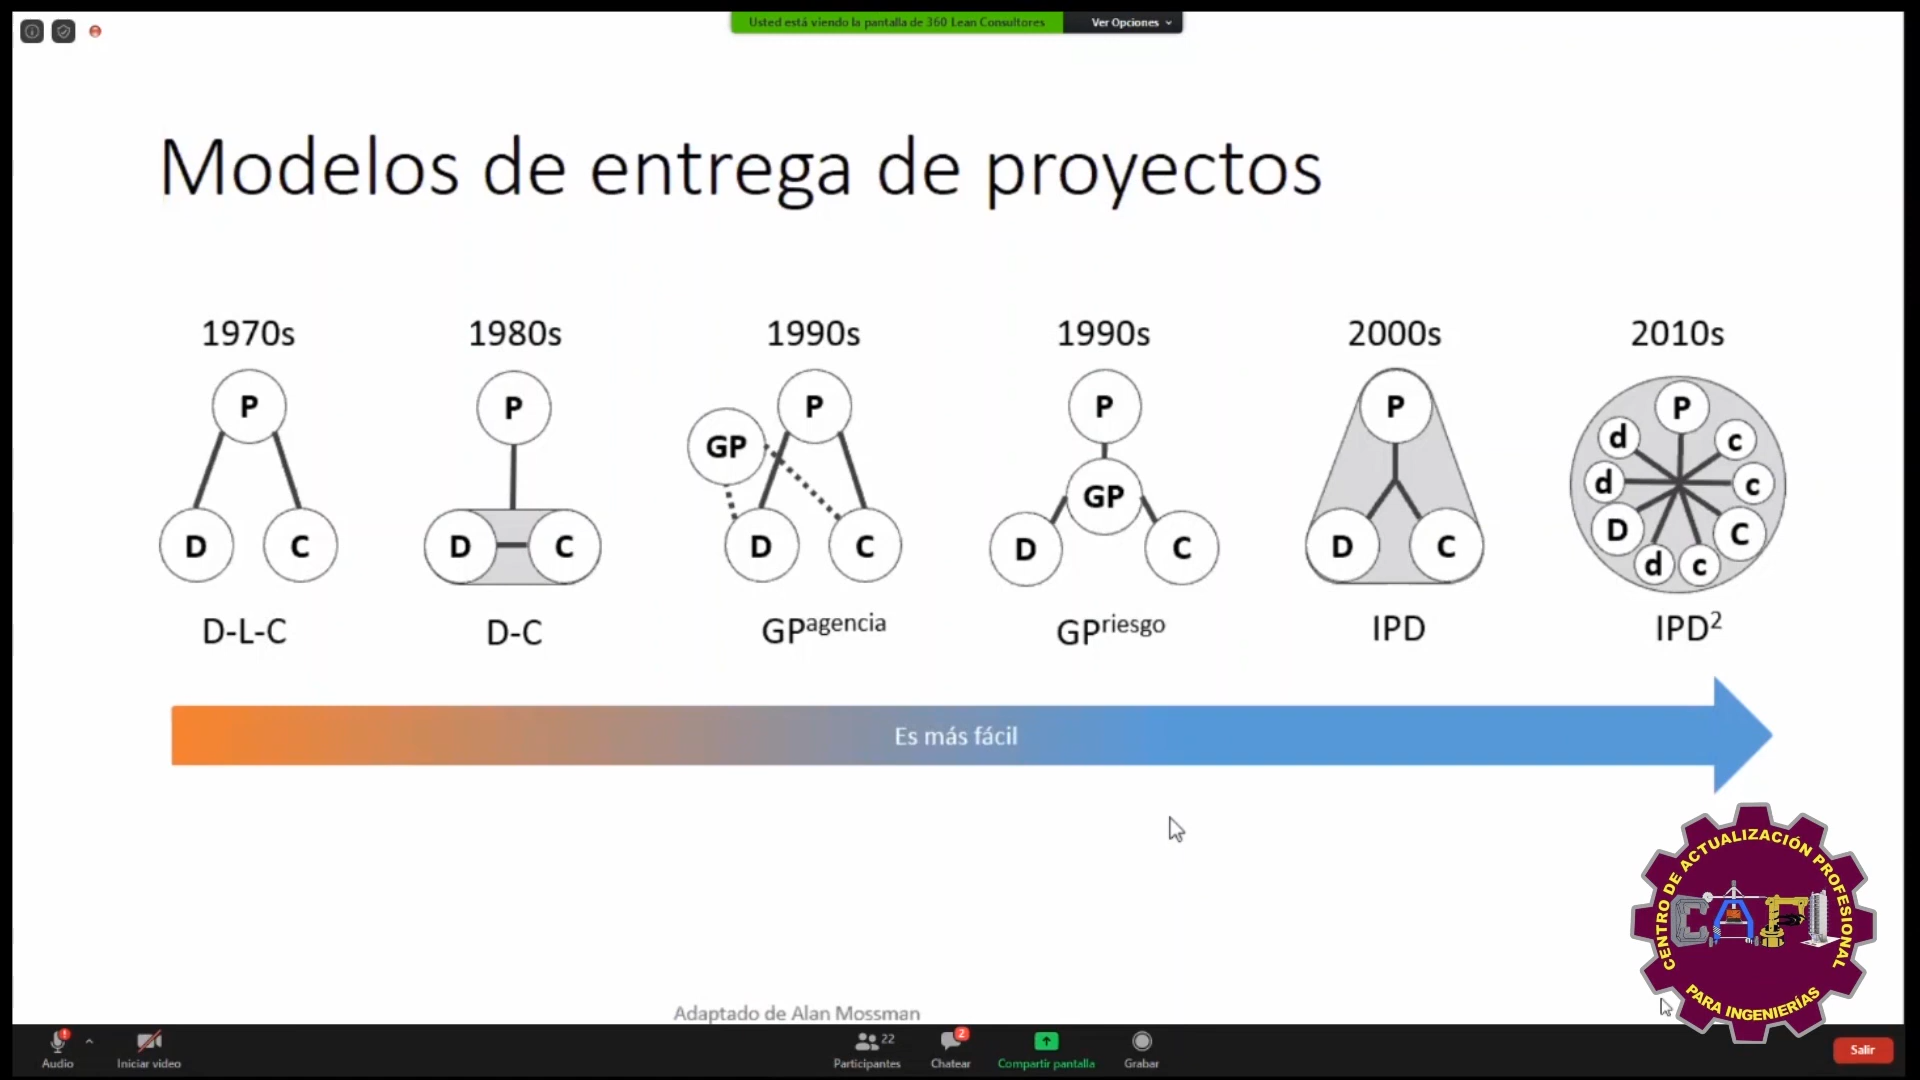 Usted está viendo la pantalla de 360 Lean Consultores
Ver Opciones
Modelos de entrega de proyectos
1970s 1980s 1990s 1990s 2000s 2010s
P
D C
D-L-C
P
D C
D-C
GP P
D C
GPagencia
P
GP
D C
GPriesgo
P
D C
IPD
P
d c
d c
D C
d c
IPD²
Es más fácil
Adaptado de Alan Mossman
CENTRO DE ACTUALIZACIÓN PROFESIONAL
CAPI
PARA INGENIERÍAS
Audio
Iniciar video
22
Participantes
2
Chatear
Compartir pantalla
Grabar
Salir